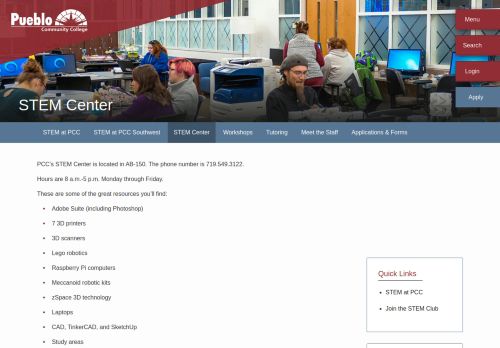 Pueblo
Community College
Menu
Search
Login
Apply
STEM Center
STEM at PCC
STEM at PCC Southwest
STEM Center
Workshops
Tutoring
Meet the Staff
Applications & Forms
PCC's STEM Center is located in AB-150. The phone number is 719.549.3122.
Hours are 8 a.m.-5 p.m. Monday through Friday.
These are some of the great resources you'll find:
• Adobe Suite (including Photoshop)
• 7 3D printers
• 3D scanners
• Lego robotics
• Raspberry Pi computers
• Meccanoid robotic kits
• zSpace 3D technology
• Laptops
• CAD, TinkerCAD, and SketchUp
• Study areas
Quick Links
• STEM at PCC
• Join the STEM Club